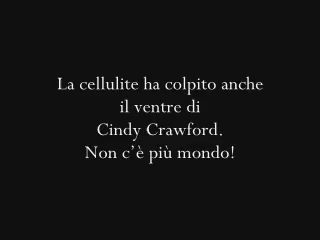 La cellulite ha colpito anche
il ventre di
Cindy Crawford.
Non c’è più mondo!